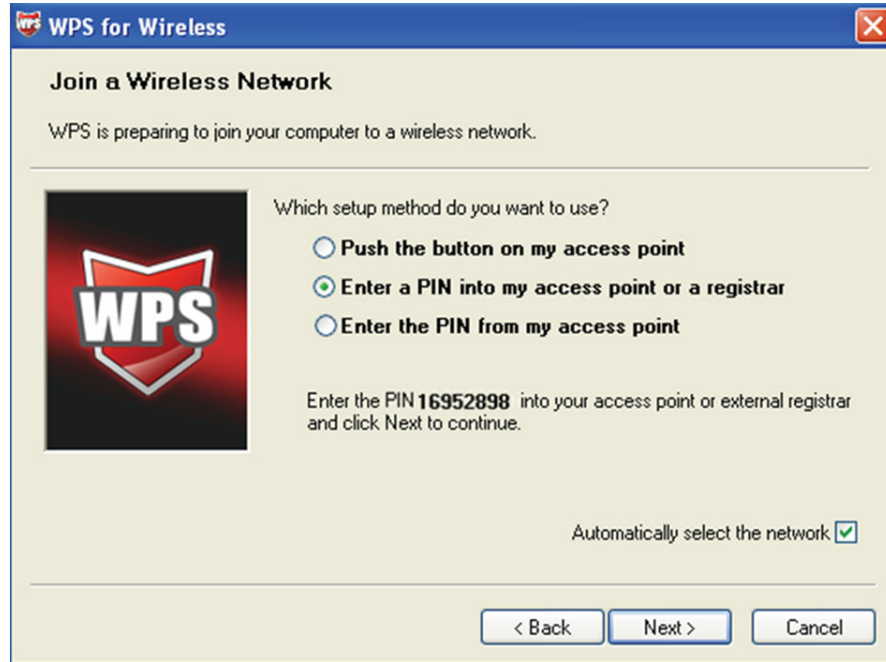 WPS WPS for Wireless
Join a Wireless Network
WPS is preparing to join your computer to a wireless network.
WPS
Which setup method do you want to use?
Push the button on my access point
Enter a PIN into my access point or a registrar
Enter the PIN from my access point
Enter the PIN 16952898 into your access point or external registrar
and click Next to continue.
Automatically select the network
< Back Next > Cancel